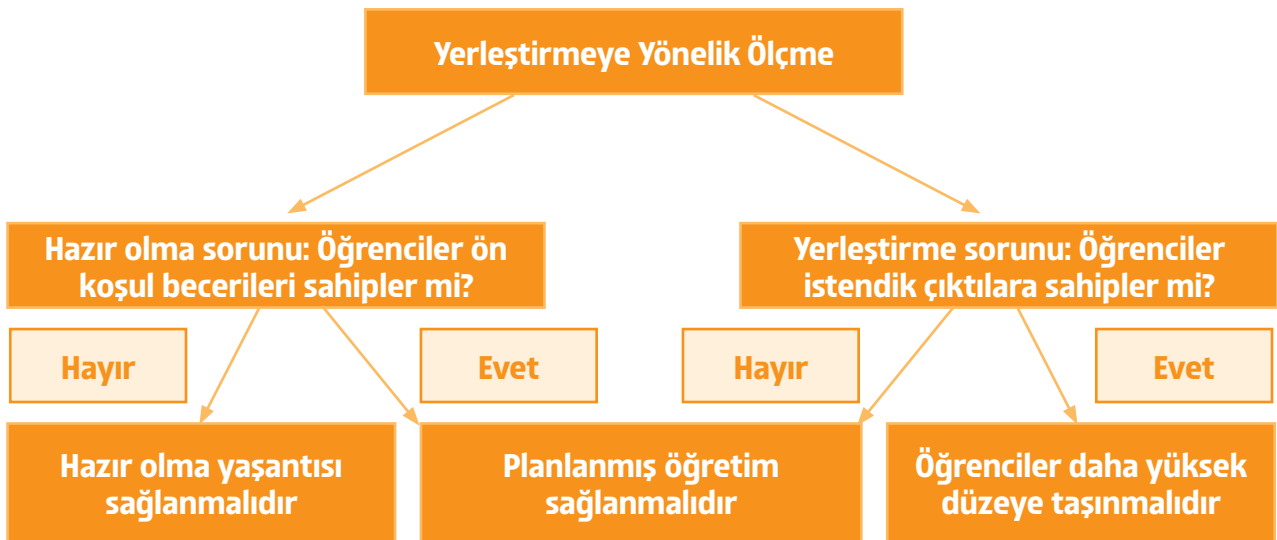 Yerleştirmeye Yönelik Ölçme
Hazır olma sorunu: Öğrenciler ön
koşul becerileri sahipler mi?
Yerleştirme sorunu: Öğrenciler
istendik çıktılara sahipler mi?
Hayır
Evet
Hayır
Evet
Hazır olma yaşantısı
sağlanmalıdır
Planlanmış öğretim
sağlanmalıdır
Öğrenciler daha yüksek
düzeye taşınmalıdır